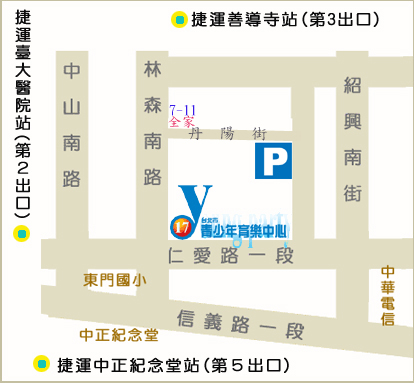 捷運善導寺站(第3出口)
捷運臺大醫院站(第2出口)
中山南路
林森南路
紹興南街
7-11
全家
丹陽街
P
y
17
台北市
青少年育樂中心
仁愛路一段
東門國小
中華電信
信義路一段
中正紀念堂
捷運中正紀念堂站(第5出口)